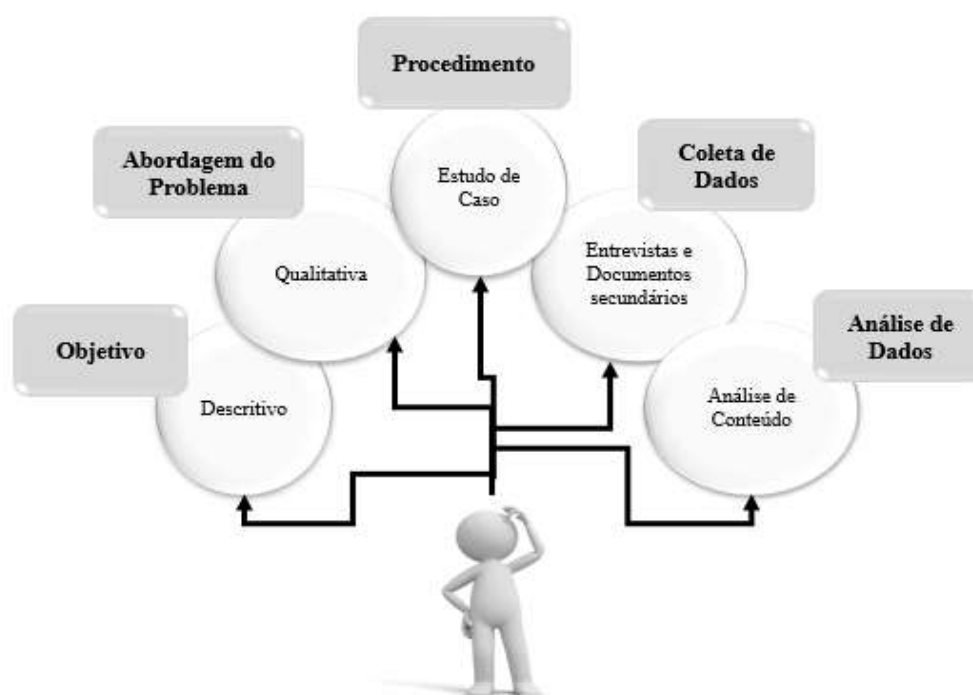 Procedimento
Estudo de
Caso
Abordagem do
Problema
Qualitativa
Coleta de
Dados
Entrevistas e
Documentos
secundários
Objetivo
Descritivo
Análise de
Dados
Análise de
Conteúdo